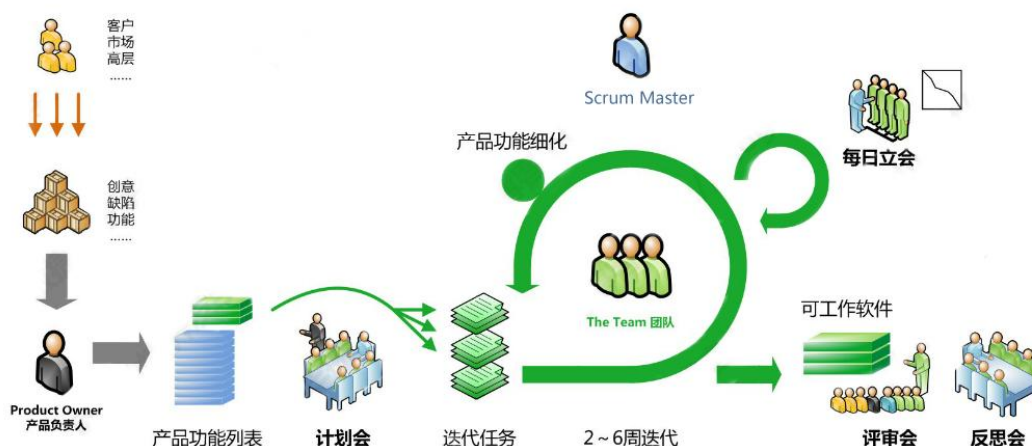 客户
市场
高层
......
Scrum Master
产品功能细化
每日立会
创意
缺陷
功能
......
The Team 团队
可工作软件
Product Owner
产品负责人
产品功能列表
计划会
迭代任务
2~6周迭代
评审会
反思会